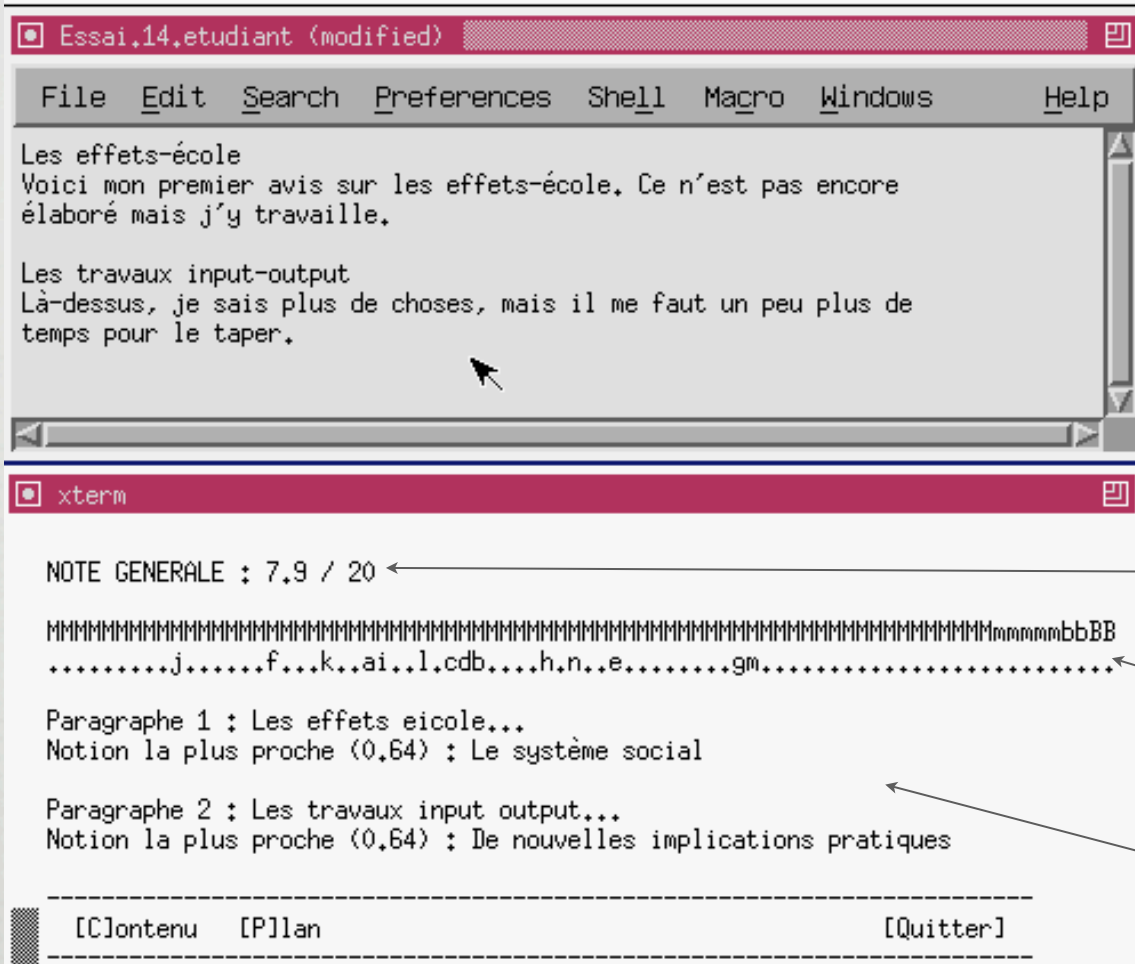 Essai.14.etudiant (modified)
File Edit Search Preferences Shell Macro Windows Help
Les effets-école
Voici mon premier avis sur les effets-école. Ce n'est pas encore
élaboré mais j'y travaille.
Les travaux input-output
Là-dessus, je sais plus de choses, mais il me faut un peu plus de
temps pour le taper.
xterm
NOTE GENERALE : 7.9 / 20
MMMMMMMMMMMMMMMMMMMMMMMMMMMMMMMMMMMMMMMMMMMMMMMMMMMMMMMMMMMMMMMMMMMMMmmmmmbbBB
.........j......f...k..ai..l.cdb....h.n..e........gm..........................
Paragraphe 1 : Les effets eicole...
Notion la plus proche (0.64) : Le système social
Paragraphe 2 : Les travaux input output...
Notion la plus proche (0.64) : De nouvelles implications pratiques
------------------------------------------------------------------------
[C]ontenu [P]lan [Quitter]
------------------------------------------------------------------------